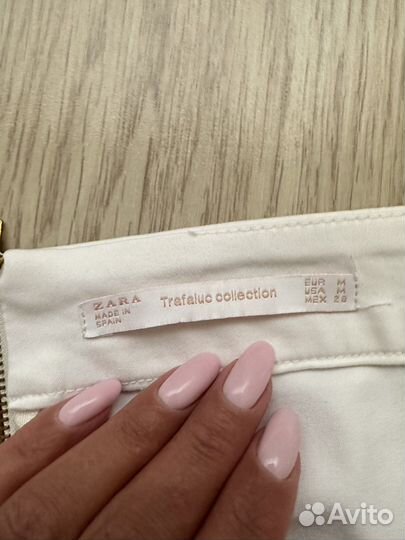 ZARA
MADE IN
SPAIN
Trafaluc collection
EUR M
USA M
MEX 28
Avito